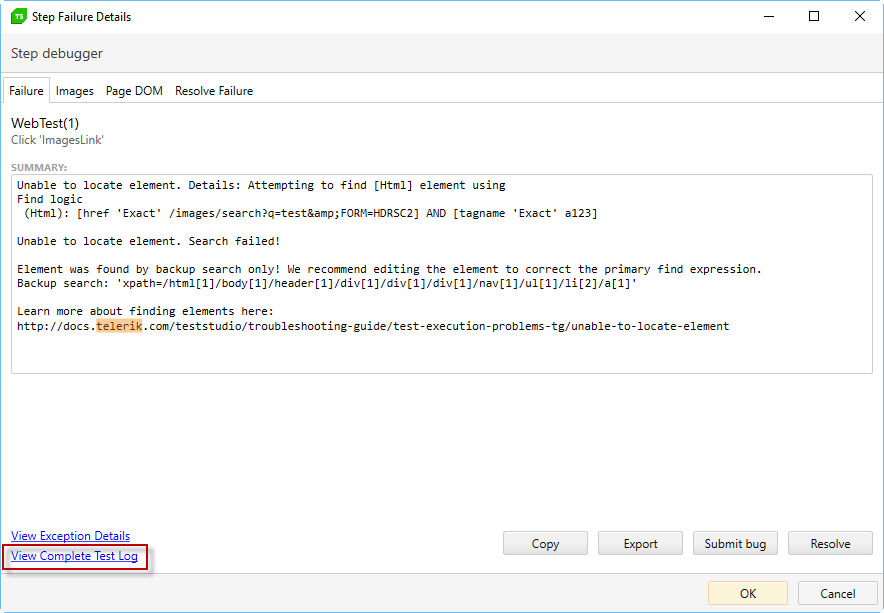 TS Step Failure Details
Step debugger
Failure Images Page DOM Resolve Failure
WebTest(1)
Click 'ImagesLink'
SUMMARY:
Unable to locate element. Details: Attempting to find [Html] element using
Find logic
(Html): [href 'Exact' /images/search?q=test&amp;FORM=HDRSC2] AND [tagname 'Exact' a123]
Unable to locate element. Search failed!
Element was found by backup search only! We recommend editing the element to correct the primary find expression.
Backup search: 'xpath=/html[1]/body[1]/header[1]/div[1]/div[1]/div[1]/nav[1]/ul[1]/li[2]/a[1]'
Learn more about finding elements here:
http://docs.telerik.com/teststudio/troubleshooting-guide/test-execution-problems-tg/unable-to-locate-element
View Exception Details
View Complete Test Log
Copy Export Submit bug Resolve
OK Cancel